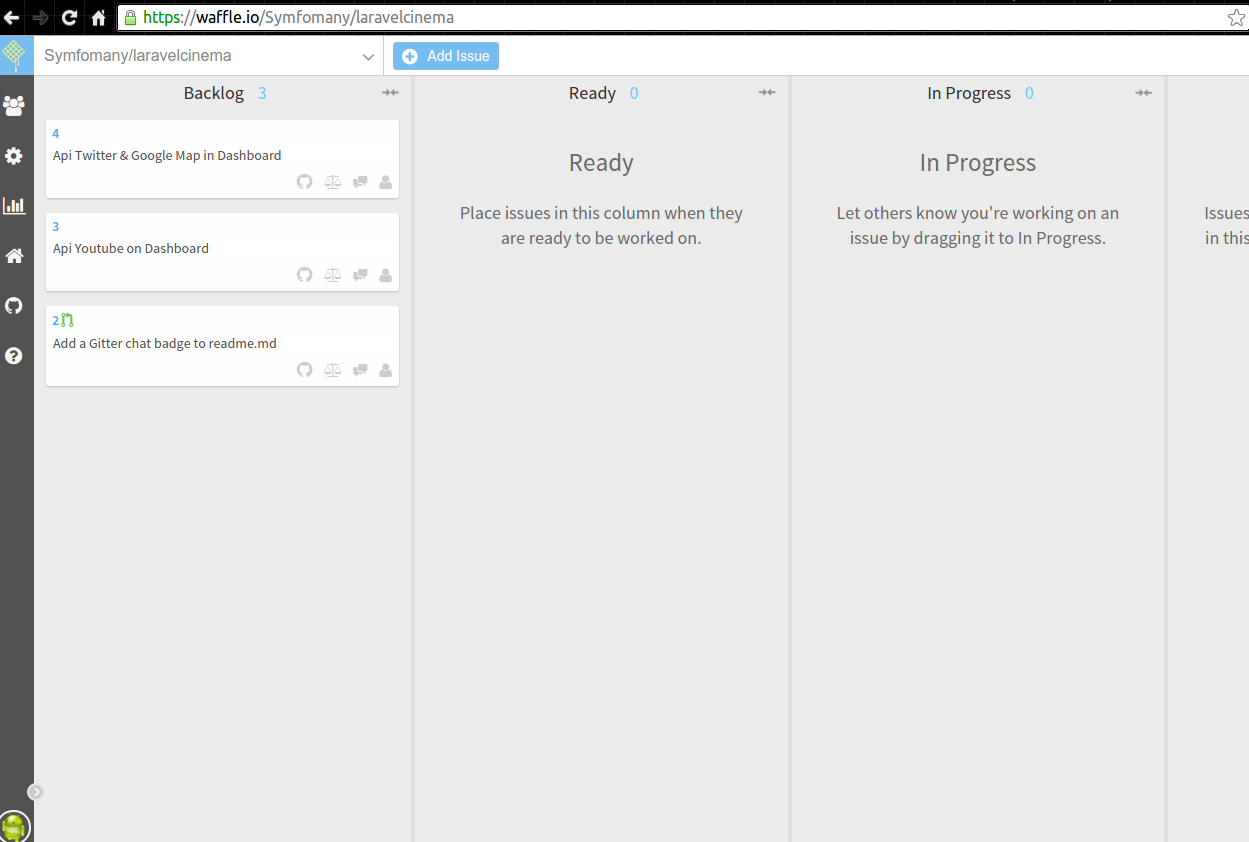 https://waffle.io/Symfomany/laravelcinema
Symfomany/laravelcinema
Add Issue
Backlog 3
4
Api Twitter & Google Map in Dashboard
3
Api Youtube on Dashboard
2
Add a Gitter chat badge to readme.md
Ready 0
Ready
Place issues in this column when they
are ready to be worked on.
In Progress 0
In Progress
Let others know you're working on an
issue by dragging it to In Progress.
Issues
in this